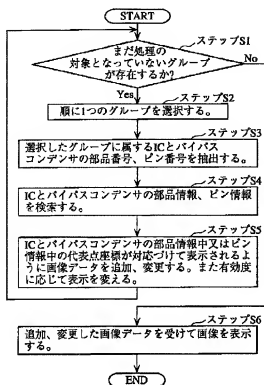 START
ステップS1
まだ処理の
対象となっていないグループ
が存在するか?
No
Yes
ステップS2
順に1つのグループを選択する。
ステップS3
選択したグループに属するICとバイパス
コンデンサの部品番号、ピン番号を抽出する。
ステップS4
ICとバイパスコンデンサの部品情報、ピン情報
を検索する。
ステップS5
ICとバイパスコンデンサの部品情報中又はピン
情報中の代表点座標が対応づけて表示されるよ
うに画像データを追加、変更する。また有効度
に応じて表示を変える。
ステップS6
追加、変更した画像データを受けて画像を表示
する。
END